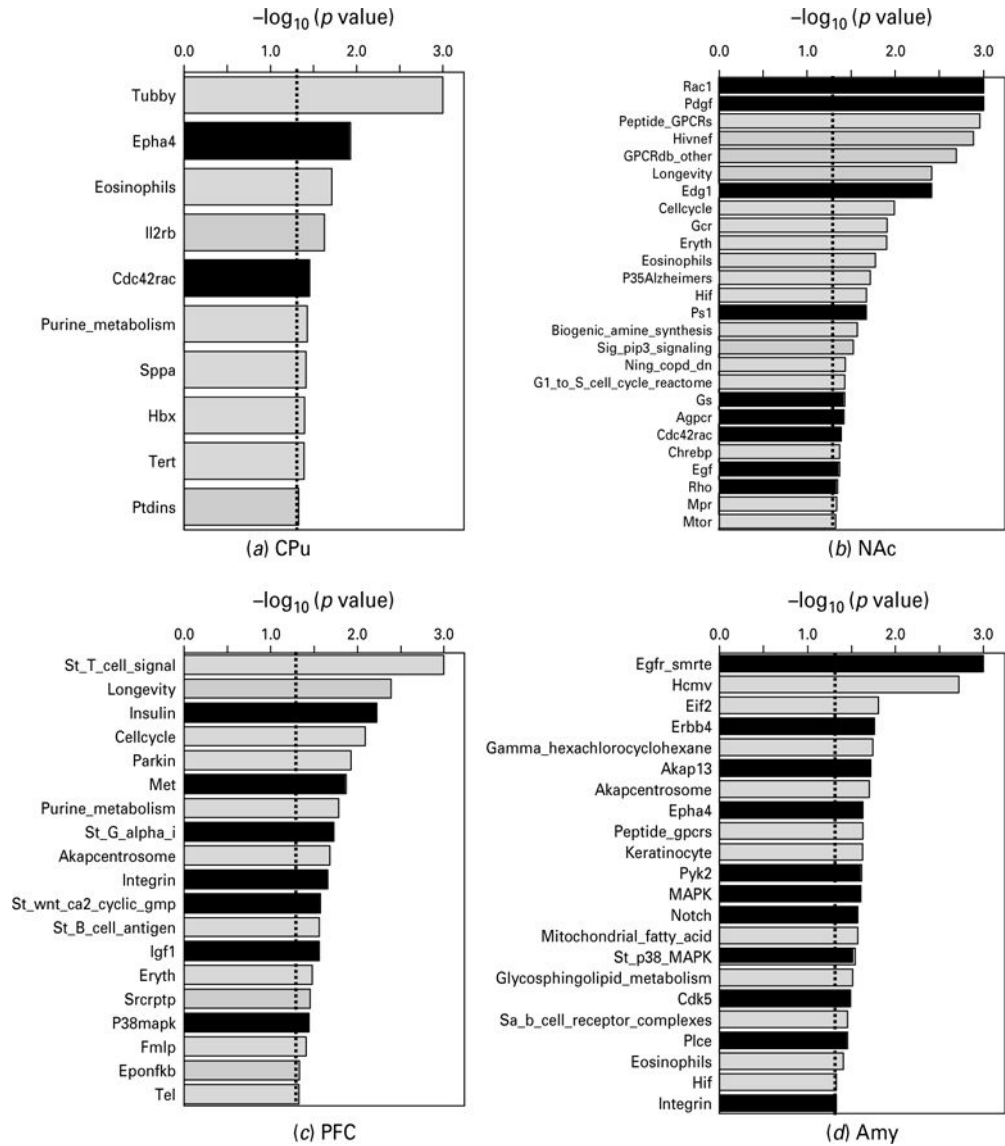 –log10 (p value)
0.0 1.0 2.0 3.0
Tubby
Epha4
Eosinophils
Il2rb
Cdc42rac
Purine_metabolism
Sppa
Hbx
Tert
Ptdins
(a) CPu
–log10 (p value)
0.0 1.0 2.0 3.0
Rac1
Pdgf
Peptide_GPCRs
Hivnef
GPCRdb_other
Longevity
Edg1
Cellcycle
Gcr
Eryth
Eosinophils
P35Alzheimers
Hif
Ps1
Biogenic_amine_synthesis
Sig_pip3_signaling
Ning_copd_dn
G1_to_S_cell_cycle_reactome
Gs
Agpcr
Cdc42rac
Chrebp
Egf
Rho
Mpr
Mtor
(b) NAc
–log10 (p value)
0.0 1.0 2.0 3.0
St_T_cell_signal
Longevity
Insulin
Cellcycle
Parkin
Met
Purine_metabolism
St_G_alpha_i
Akapcentrosome
Integrin
St_wnt_ca2_cyclic_gmp
St_B_cell_antigen
Igf1
Eryth
Srcrptp
P38mapk
Fmlp
Eponfkb
Tel
(c) PFC
–log10 (p value)
0.0 1.0 2.0 3.0
Egfr_smrte
Hcmv
Eif2
Erbb4
Gamma_hexachlorocyclohexane
Akap13
Akapcentrosome
Epha4
Peptide_gpcrs
Keratinocyte
Pyk2
MAPK
Notch
Mitochondrial_fatty_acid
St_p38_MAPK
Glycosphingolipid_metabolism
Cdk5
Sa_b_cell_receptor_complexes
Plce
Eosinophils
Hif
Integrin
(d) Amy